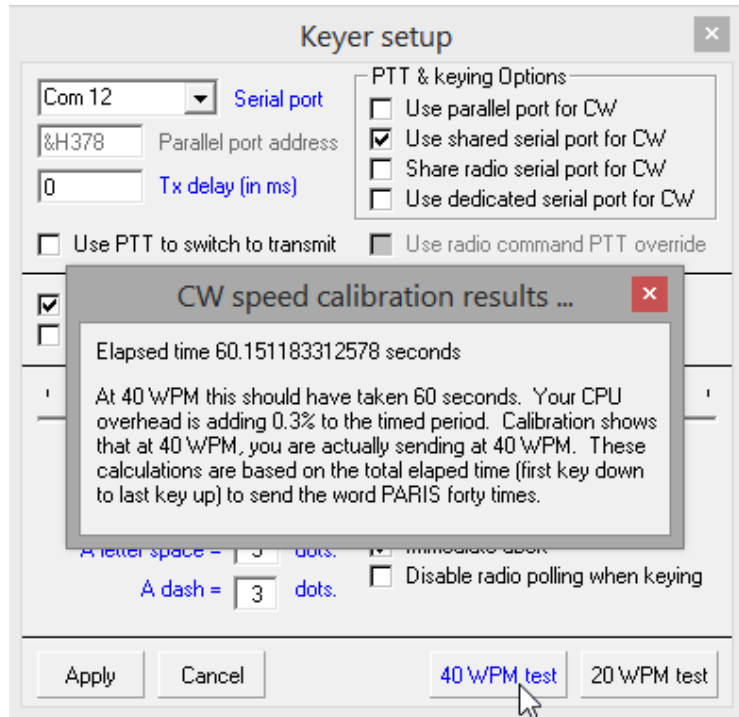 Keyer setup
Com 12 Serial port
&H378 Parallel port address
0 Tx delay (in ms)
PTT & keying Options
Use parallel port for CW
Use shared serial port for CW
Share radio serial port for CW
Use dedicated serial port for CW
Use PTT to switch to transmit
Use radio command PTT override
CW speed calibration results ...
Elapsed time 60.151183312578 seconds
At 40 WPM this should have taken 60 seconds. Your CPU
overhead is adding 0.3% to the timed period. Calibration shows
that at 40 WPM, you are actually sending at 40 WPM. These
calculations are based on the total elaped time (first key down
to last key up) to send the word PARIS forty times.
A letter space = dots.
A dash = 3 dots.
Disable radio polling when keying
Apply Cancel 40 WPM test 20 WPM test